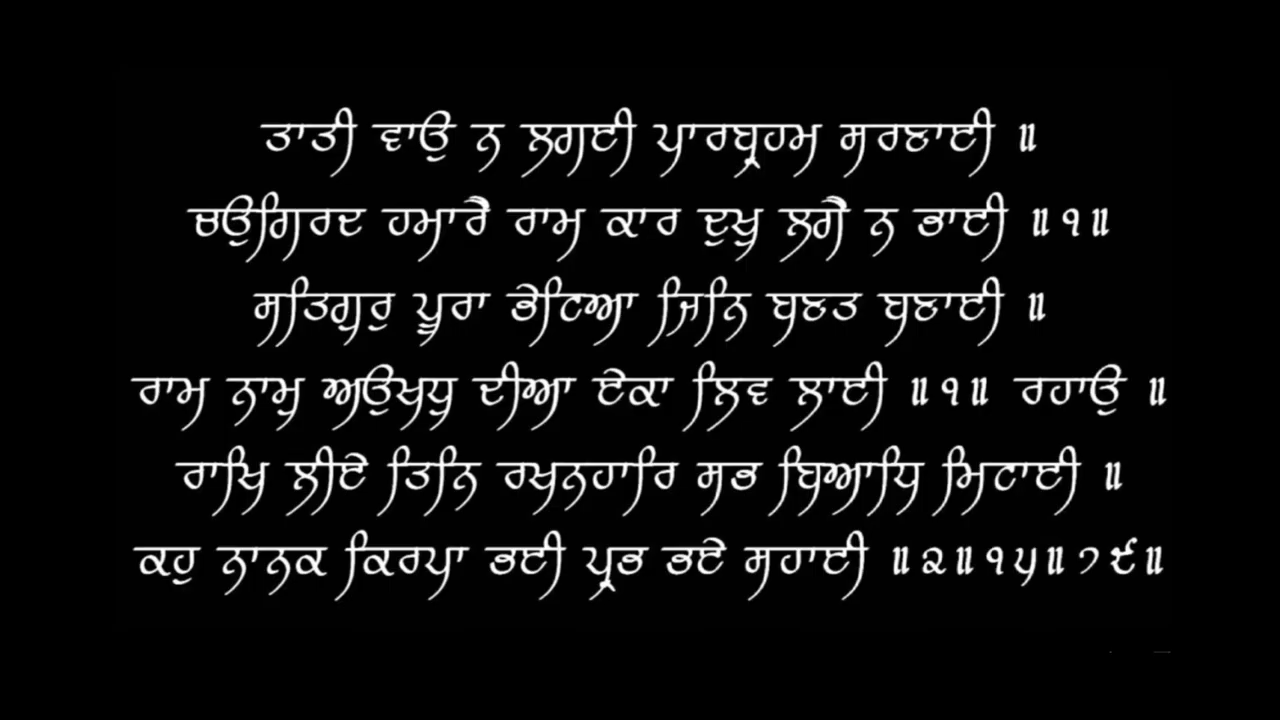 ਤਾਤੀ ਵਾਉ ਨ ਲਗਈ ਪਾਰਬ੍ਰਹਮ ਸਰਣਾਈ ॥
ਚਉਗਿਰਦ ਹਮਾਰੈ ਰਾਮ ਕਾਰ ਦੁਖੁ ਲਗੈ ਨ ਭਾਈ ॥੧॥
ਸਤਿਗੁਰੁ ਪੂਰਾ ਭੇਟਿਆ ਜਿਨਿ ਬਣਤ ਬਣਾਈ ॥
ਰਾਮ ਨਾਮੁ ਅਉਖਧੁ ਦੀਆ ਏਕਾ ਲਿਵ ਲਾਈ ॥੧॥ ਰਹਾਉ ॥
ਰਾਖਿ ਲੀਏ ਤਿਨਿ ਰਖਨਹਾਰਿ ਸਭ ਬਿਆਧਿ ਮਿਟਾਈ ॥
ਕਹੁ ਨਾਨਕ ਕਿਰਪਾ ਭਈ ਪ੍ਰਭ ਭਏ ਸਹਾਈ ॥੨॥੧੫॥੭੯॥